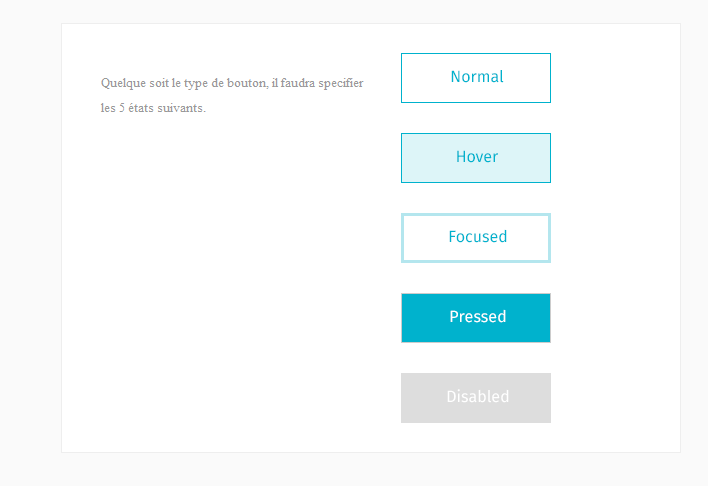 Quelque soit le type de bouton, il faudra specifier
les 5 états suivants.
Normal
Hover
Focused
Pressed
Disabled